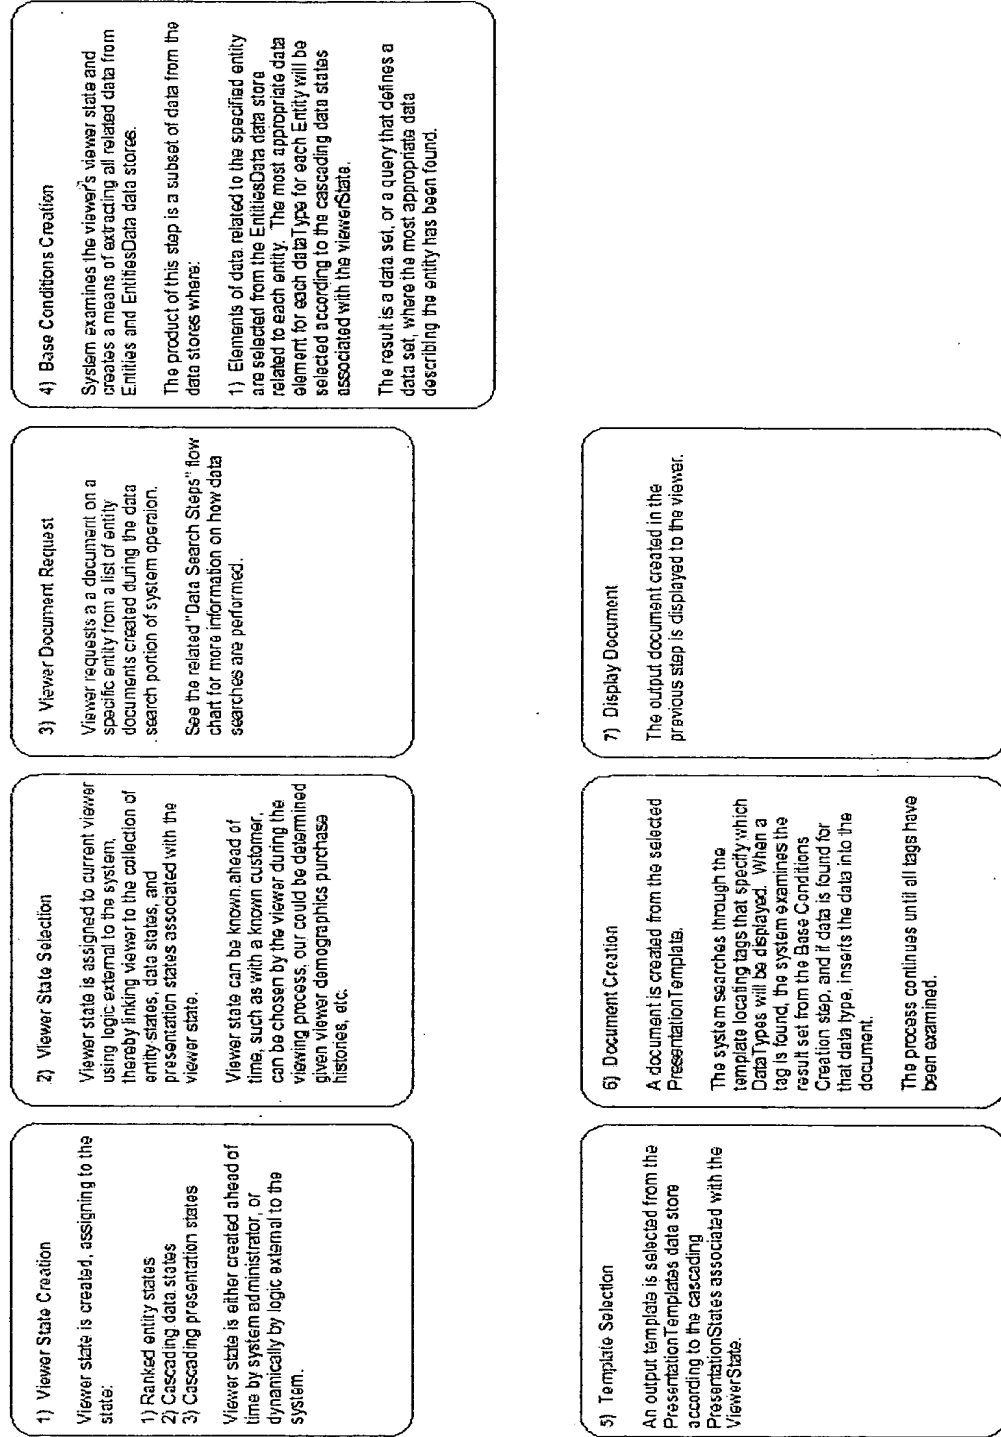 1) Viewer State Creation
Viewer state is created, assigning to the
state:
1) Ranked entity states
2) Cascading data states
3) Cascading presentation states
Viewer state is either created ahead of
time by system administrator, or
dynamically by logic external to the
system.
2) Viewer State Selection
Viewer state is assigned to current viewer
using logic external to the system,
thereby linking viewer to the collection of
entity states, data states, and
presentation states associated with the
viewer state.
Viewer state can be known ahead of
time, such as with a known customer,
can be chosen by the viewer during the
viewing process, our could be determined
given viewer demographics purchase
histories, etc.
3) Viewer Document Request
Viewer requests a a document on a
specific entity from a list of entity
documents created during the data
search portion of system operaion.
See the related "Data Search Steps" flow
chart for more information on how data
searches are performed.
4) Base Conditions Creation
System examines the viewer's viewer state and
creates a means of extracting all related data from
Entities and EntitiesData data stores.
The product of this step is a subset of data from the
data stores where:
1) Elements of data related to the specified entity
are selected from the EntitiesData data store
related to each entity. The most appropriate data
element for each dataType for each Entity will be
selected according to the cascading data states
associated with the viewerState.
The result is a data set, or a query that defines a
data set, where the most appropriate data
describing the entity has been found.
5) Template Selection
An output template is selected from the
PresentationTemplates data store
according to the cascading
PresentationStates associated with the
ViewerState.
6) Document Creation
A document is created from the selected
PresentationTemplate.
The system searches through the
template locating tags that specify which
DataTypes will be displayed. When a
tag is found, the system examines the
result set from the Base Conditions
Creation step, and if data is found for
that data type, inserts the data into the
document.
The process continues until all tags have
been examined.
7) Display Document
The output document created in the
previous step is displayed to the viewer.